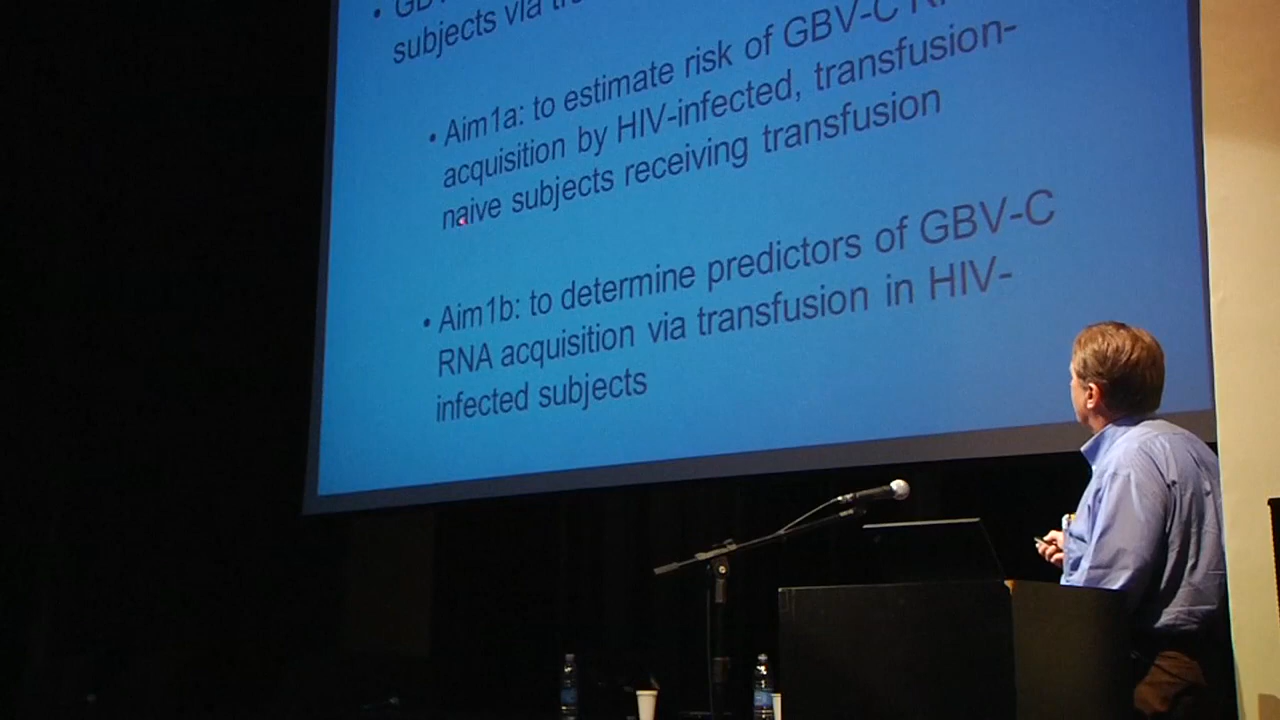 subjects via
• Aim1a: to estimate risk of GBV-C
acquisition by HIV-infected, transfusion-
naive subjects receiving transfusion
• Aim1b: to determine predictors of GBV-C
RNA acquisition via transfusion in HIV-
infected subjects